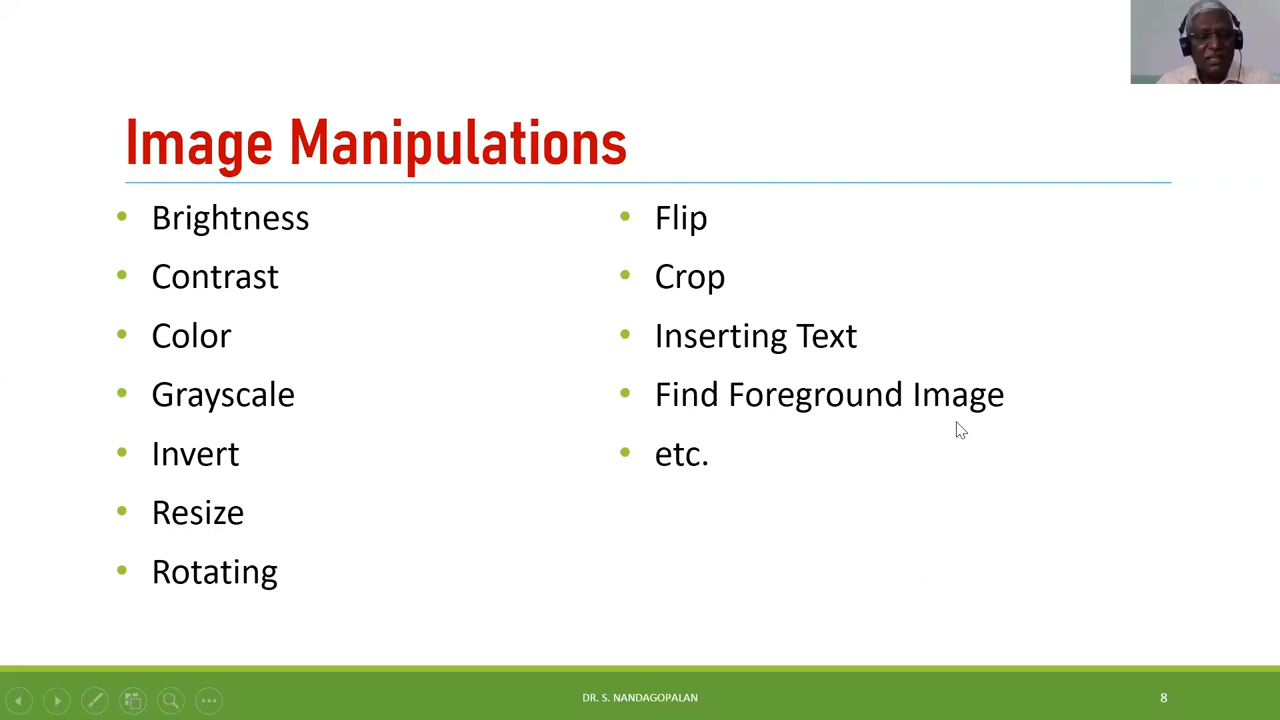 Image Manipulations
• Brightness
• Contrast
• Color
• Grayscale
• Invert
• Resize
• Rotating
• Flip
• Crop
• Inserting Text
• Find Foreground Image
• etc.
DR. S. NANDAGOPALAN
8